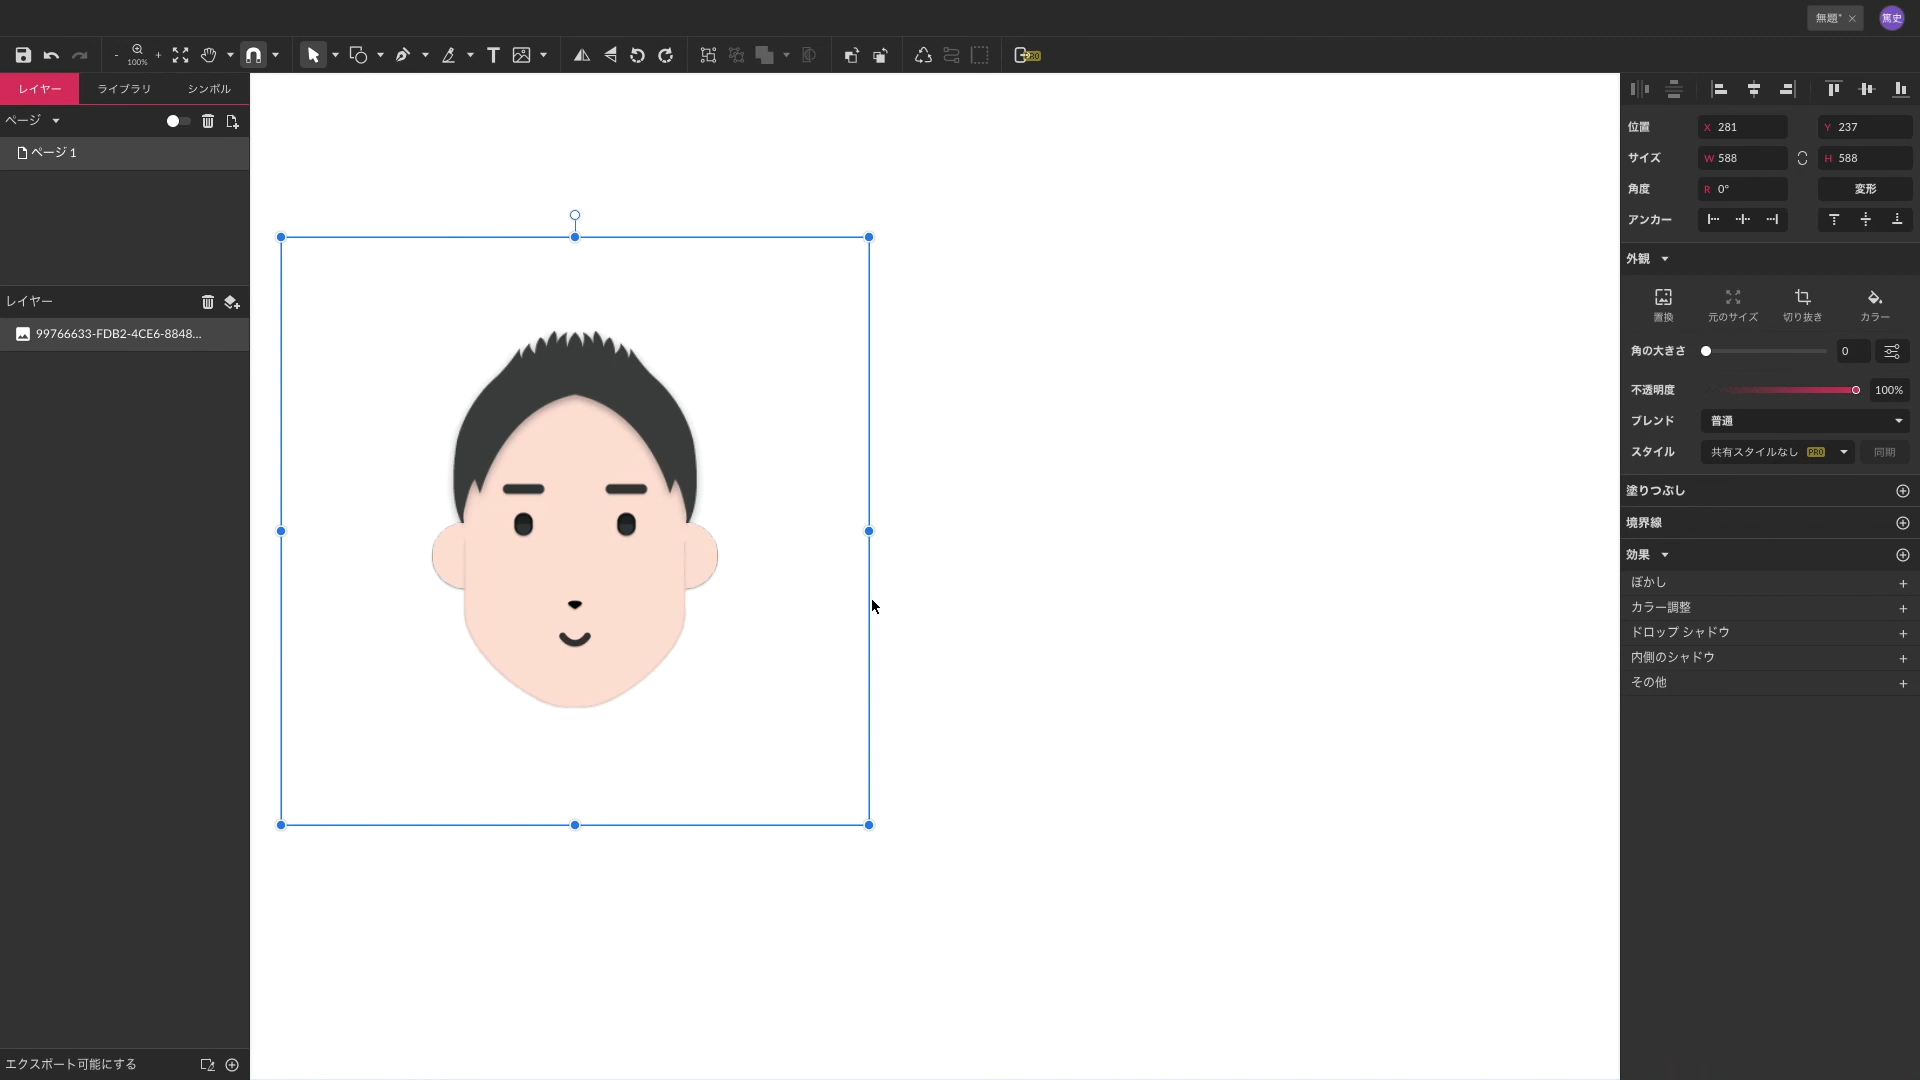 無題*
篤史
- 100% +
T
PRO
レイヤー ライブラリ シンボル
ページ
ページ 1
レイヤー
99766633-FDB2-4CE6-8848...
エクスポート可能にする
位置 X 281 Y 237
サイズ W 588 H 588
角度 R 0° 変形
アンカー
外観
置換 元のサイズ 切り抜き カラー
角の大きさ 0
不透明度 100%
ブレンド 普通
スタイル 共有スタイルなし PRO 同期
塗りつぶし
境界線
効果
ぼかし +
カラー調整 +
ドロップ シャドウ +
内側のシャドウ +
その他 +